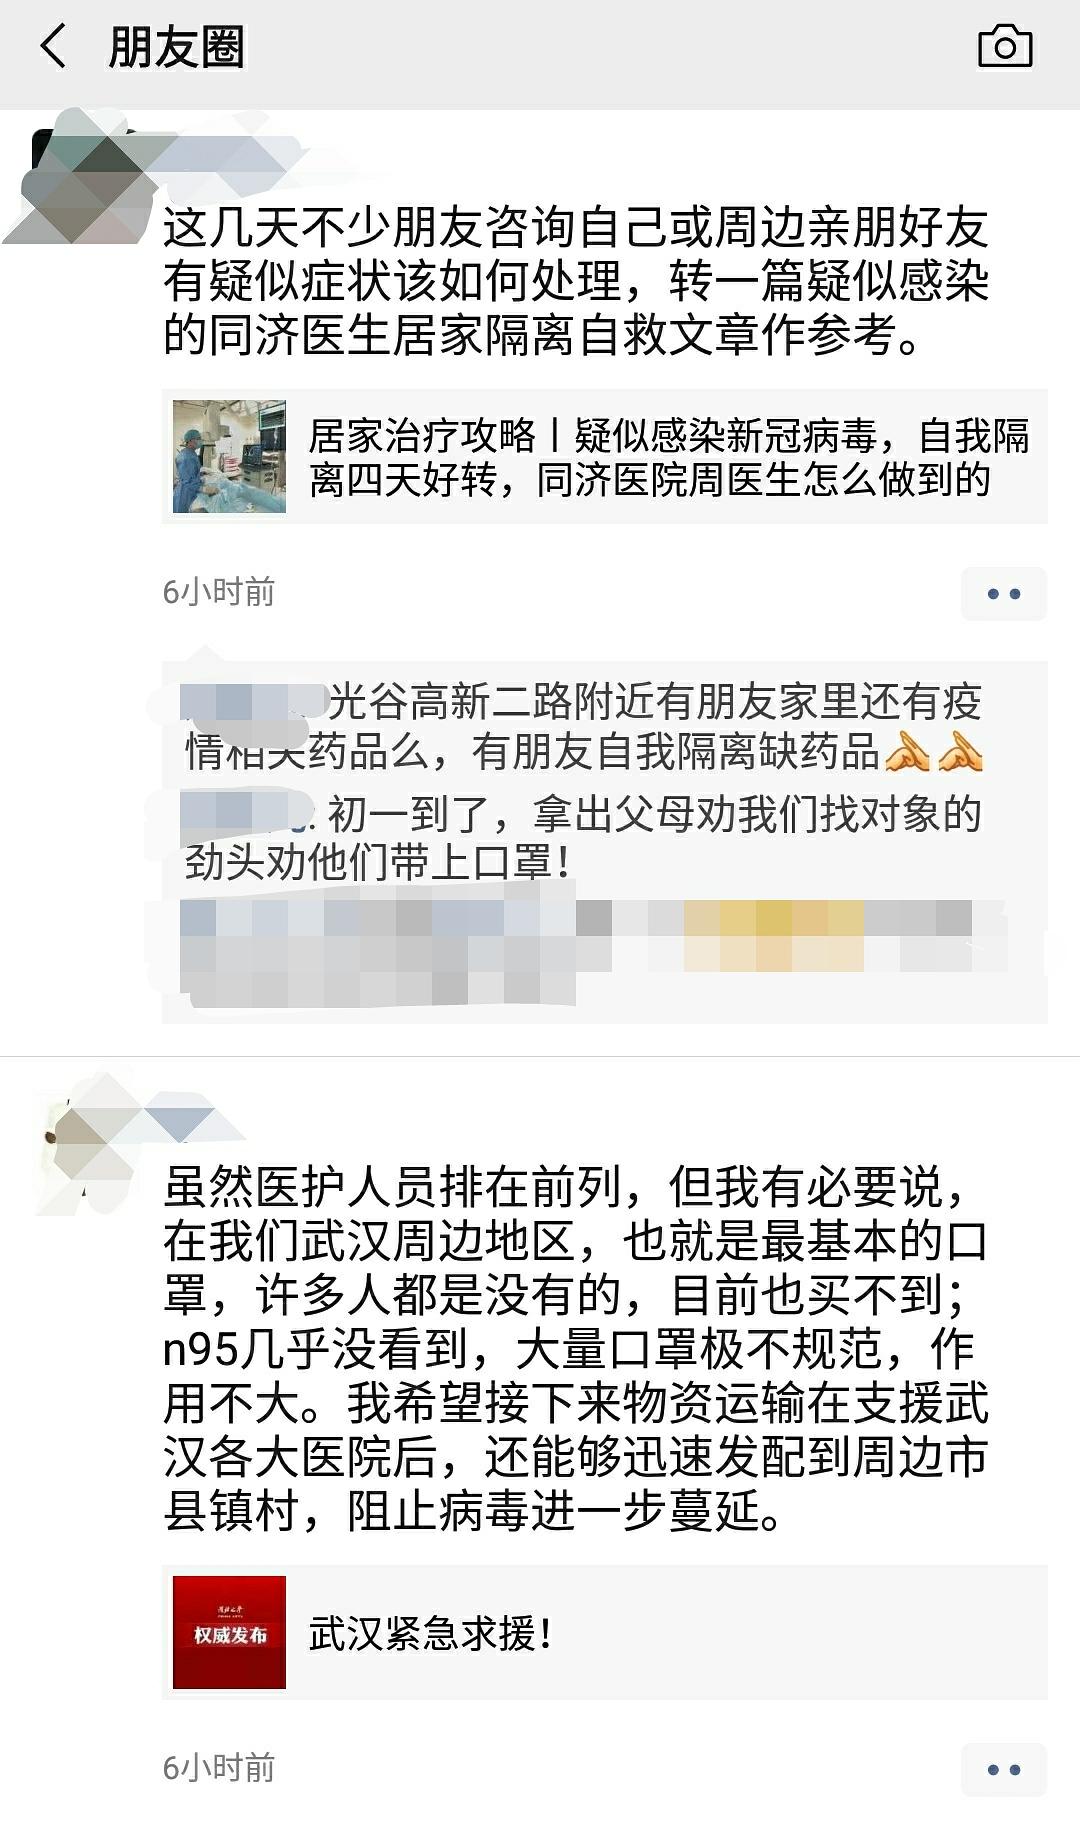 朋友圈
这几天不少朋友咨询自己或周边亲朋好友
有疑似症状该如何处理，转一篇疑似感染
的同济医生居家隔离自救文章作参考。
居家治疗攻略丨疑似感染新冠病毒，自我隔
离四天好转，同济医院周医生怎么做到的
6小时前
光谷高新二路附近有朋友家里还有疫
情相关药品么，有朋友自我隔离缺药品
: 初一到了，拿出父母劝我们找对象的
劲头劝他们带上口罩！
虽然医护人员排在前列，但我有必要说，
在我们武汉周边地区，也就是最基本的口
罩，许多人都是没有的，目前也买不到；
n95几乎没看到，大量口罩极不规范，作
用不大。我希望接下来物资运输在支援武
汉各大医院后，还能够迅速发配到周边市
县镇村，阻止病毒进一步蔓延。
权威发布
武汉紧急求援！
6小时前